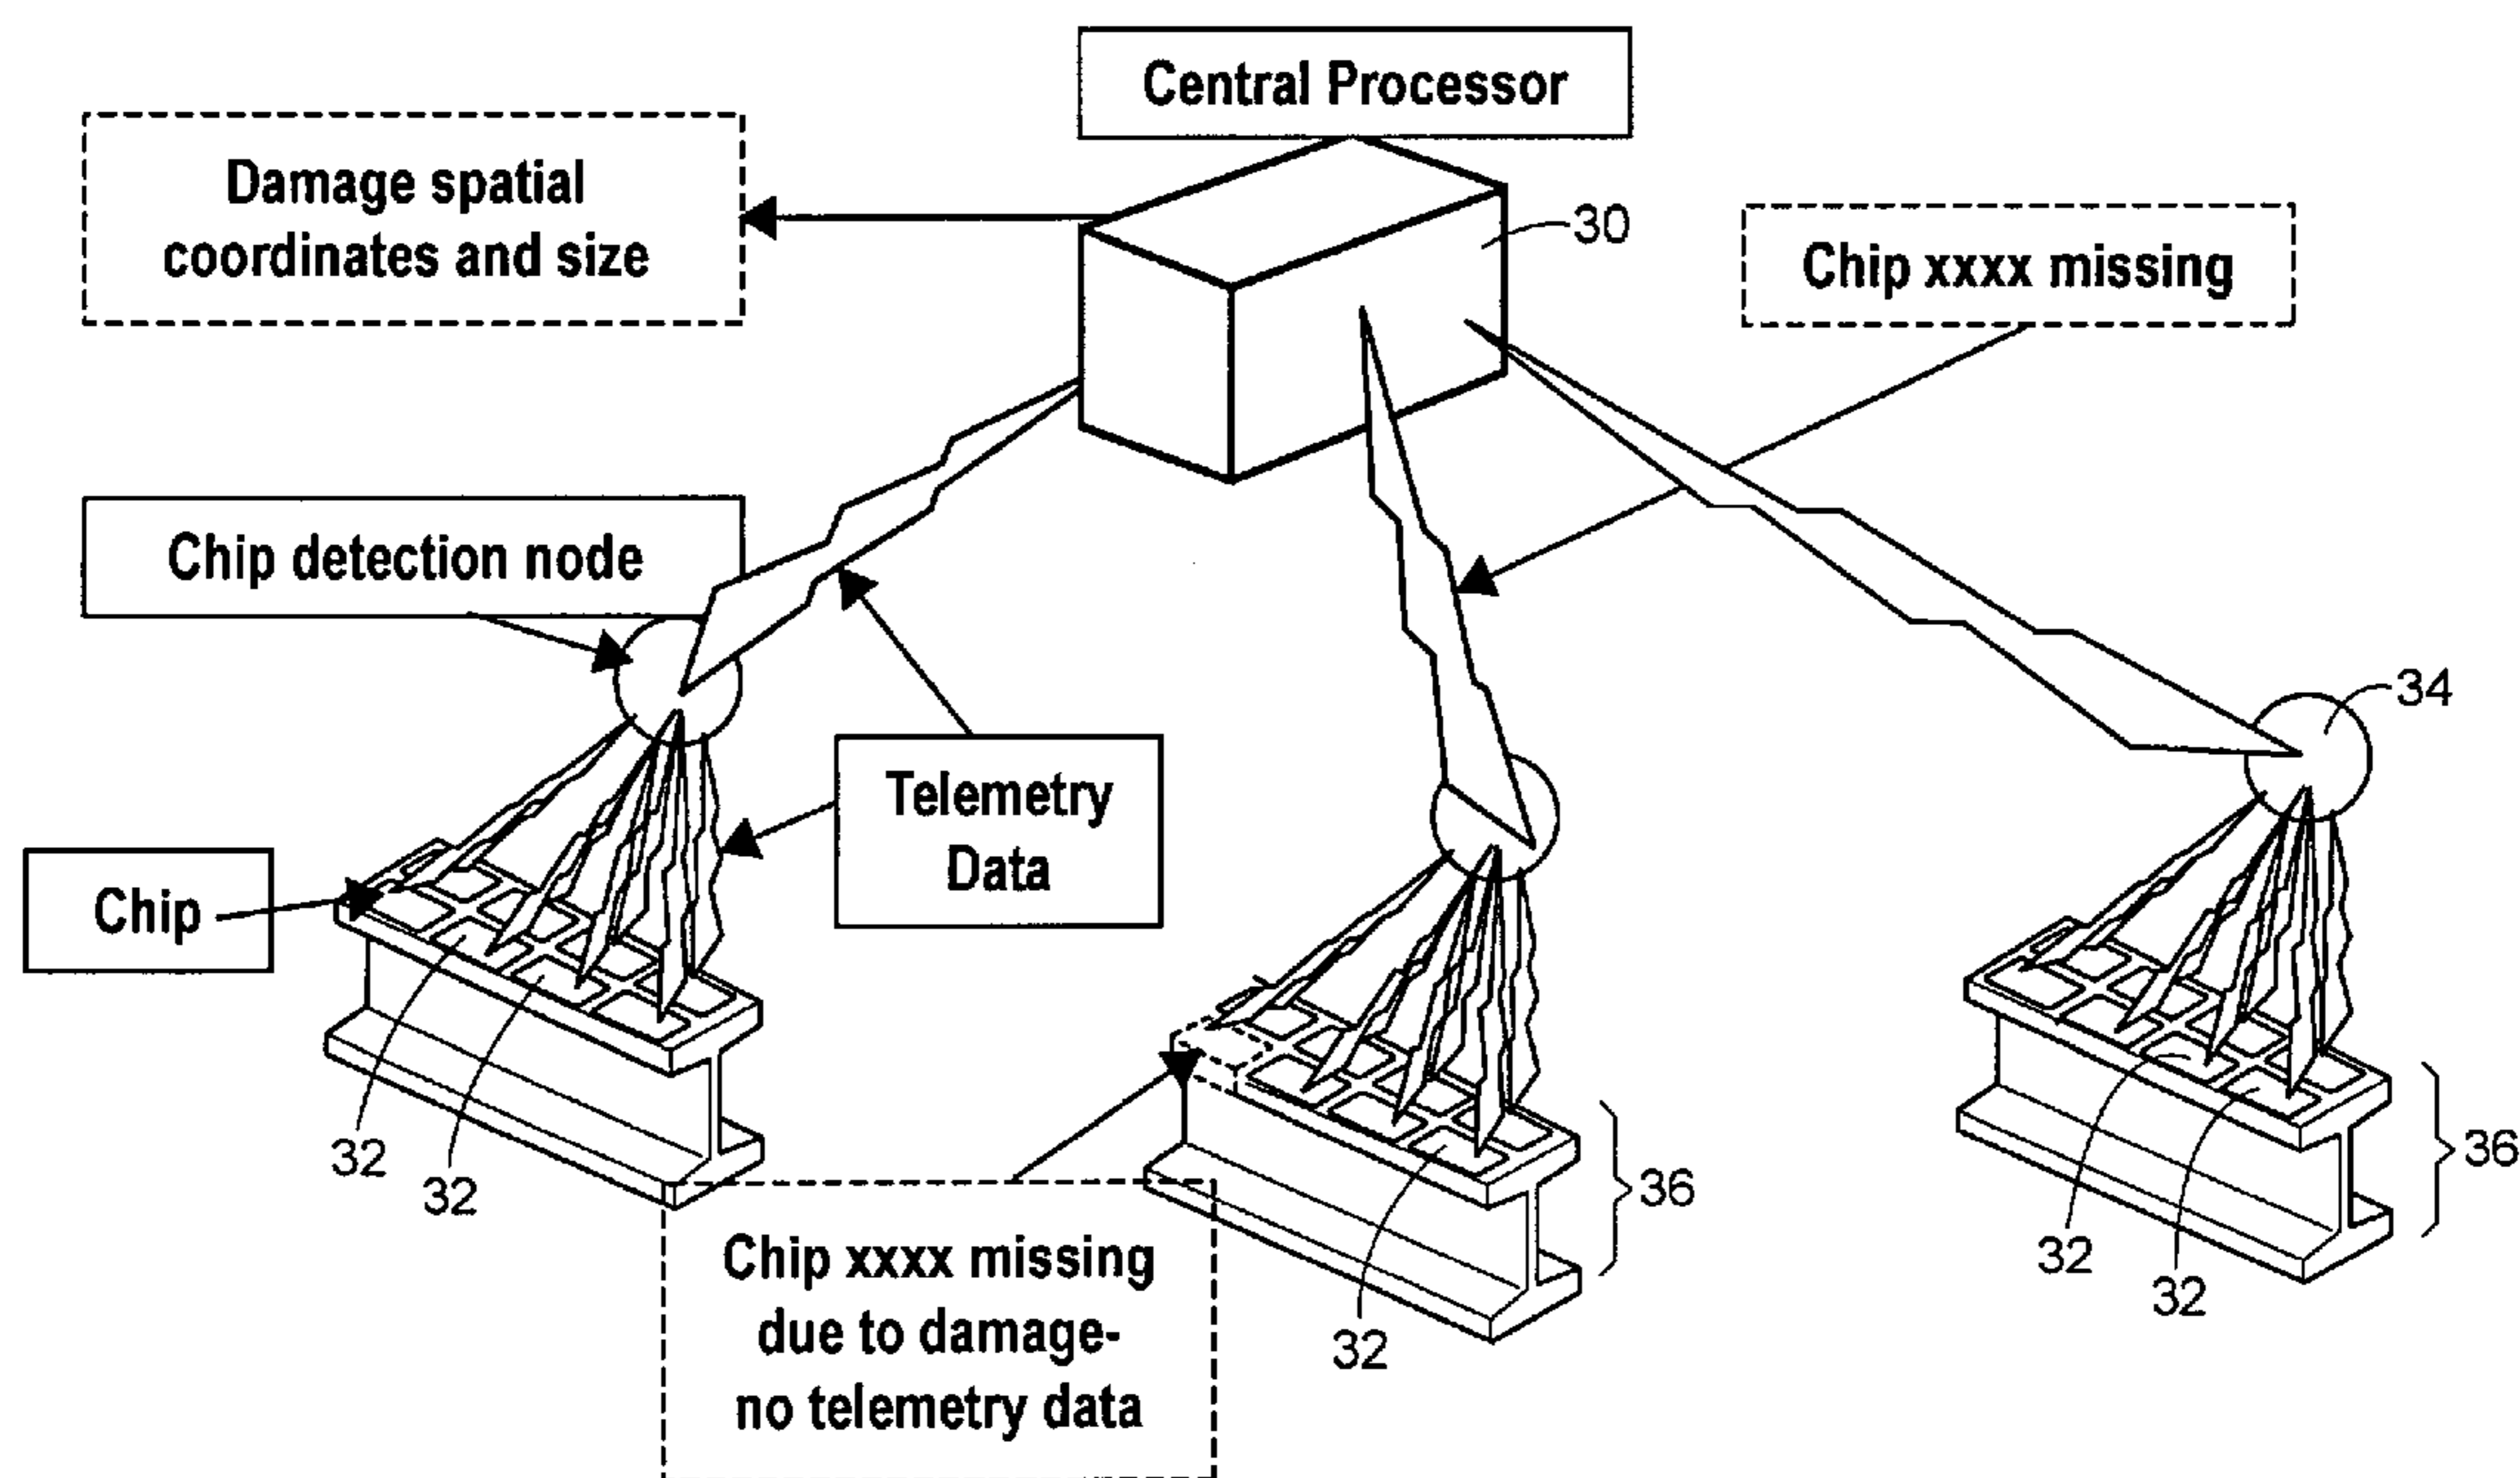 Central Processor
Damage spatial
coordinates and size
30
Chip xxxx missing
Chip detection node
34
Telemetry
Data
Chip
32
32
36
36
32
32
32
Chip xxxx missing
due to damage-
no telemetry data